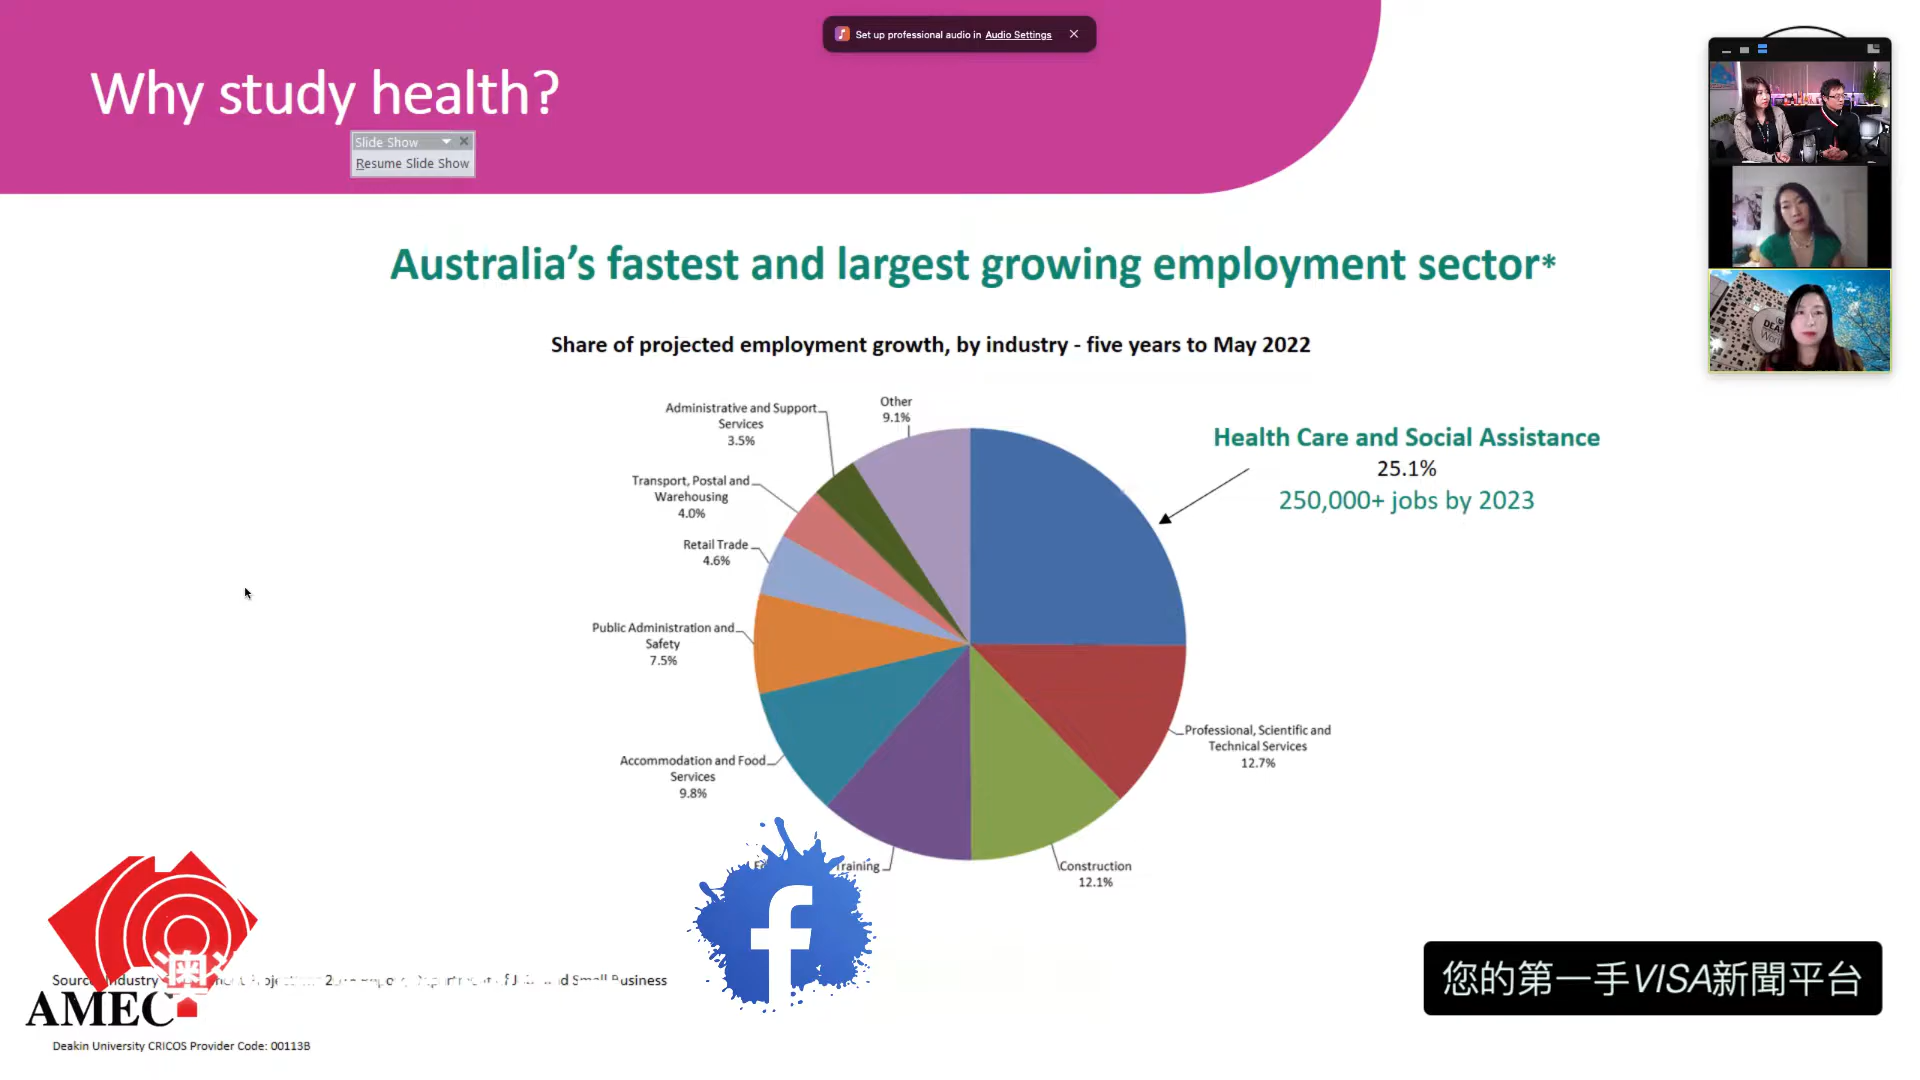 Set up professional audio in Audio Settings
Why study health?
Slide Show
Resume Slide Show
Australia's fastest and largest growing employment sector*
Share of projected employment growth, by industry - five years to May 2022
Other
9.1%
Administrative and Support
Services
3.5%
Transport, Postal and
Warehousing
4.0%
Retail Trade
4.6%
Public Administration and
Safety
7.5%
Accommodation and Food
Services
9.8%
Health Care and Social Assistance
25.1%
250,000+ jobs by 2023
Professional, Scientific and
Technical Services
12.7%
Construction
12.1%
f
AMEC
澳
Deakin University CRICOS Provider Code: 00113B
您的第一手VISA新聞平台